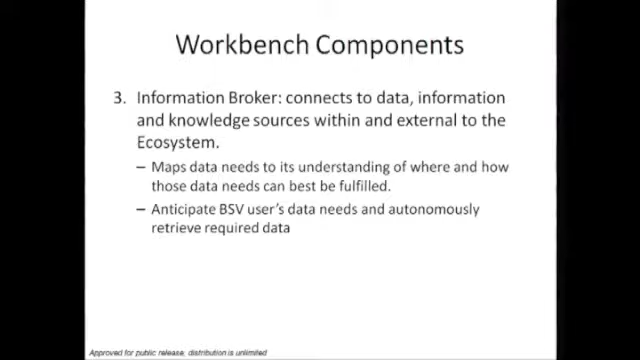 Workbench Components
3. Information Broker: connects to data, information
and knowledge sources within and external to the
Ecosystem.
– Maps data needs to its understanding of where and how
those data needs can best be fulfilled.
– Anticipate BSV user's data needs and autonomously
retrieve required data
Approved for public release; distribution is unlimited